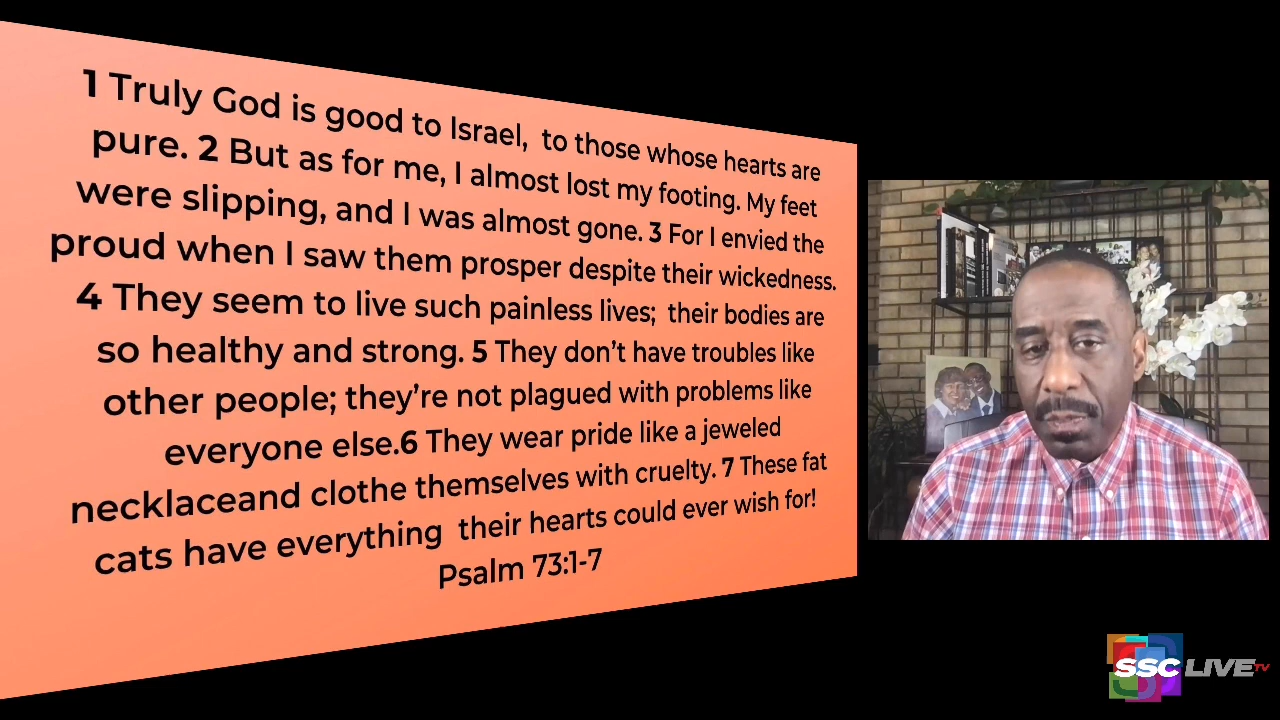 1 Truly God is good to Israel,  to those whose hearts are
pure. 2 But as for me, I almost lost my footing. My feet
were slipping, and I was almost gone. 3 For I envied the
proud when I saw them prosper despite their wickedness.
4 They seem to live such painless lives;  their bodies are
so healthy and strong. 5 They don’t have troubles like
other people; they’re not plagued with problems like
everyone else.6 They wear pride like a jeweled
necklaceand clothe themselves with cruelty. 7 These fat
cats have everything  their hearts could ever wish for!
Psalm 73:1-7
SSC LIVE TV